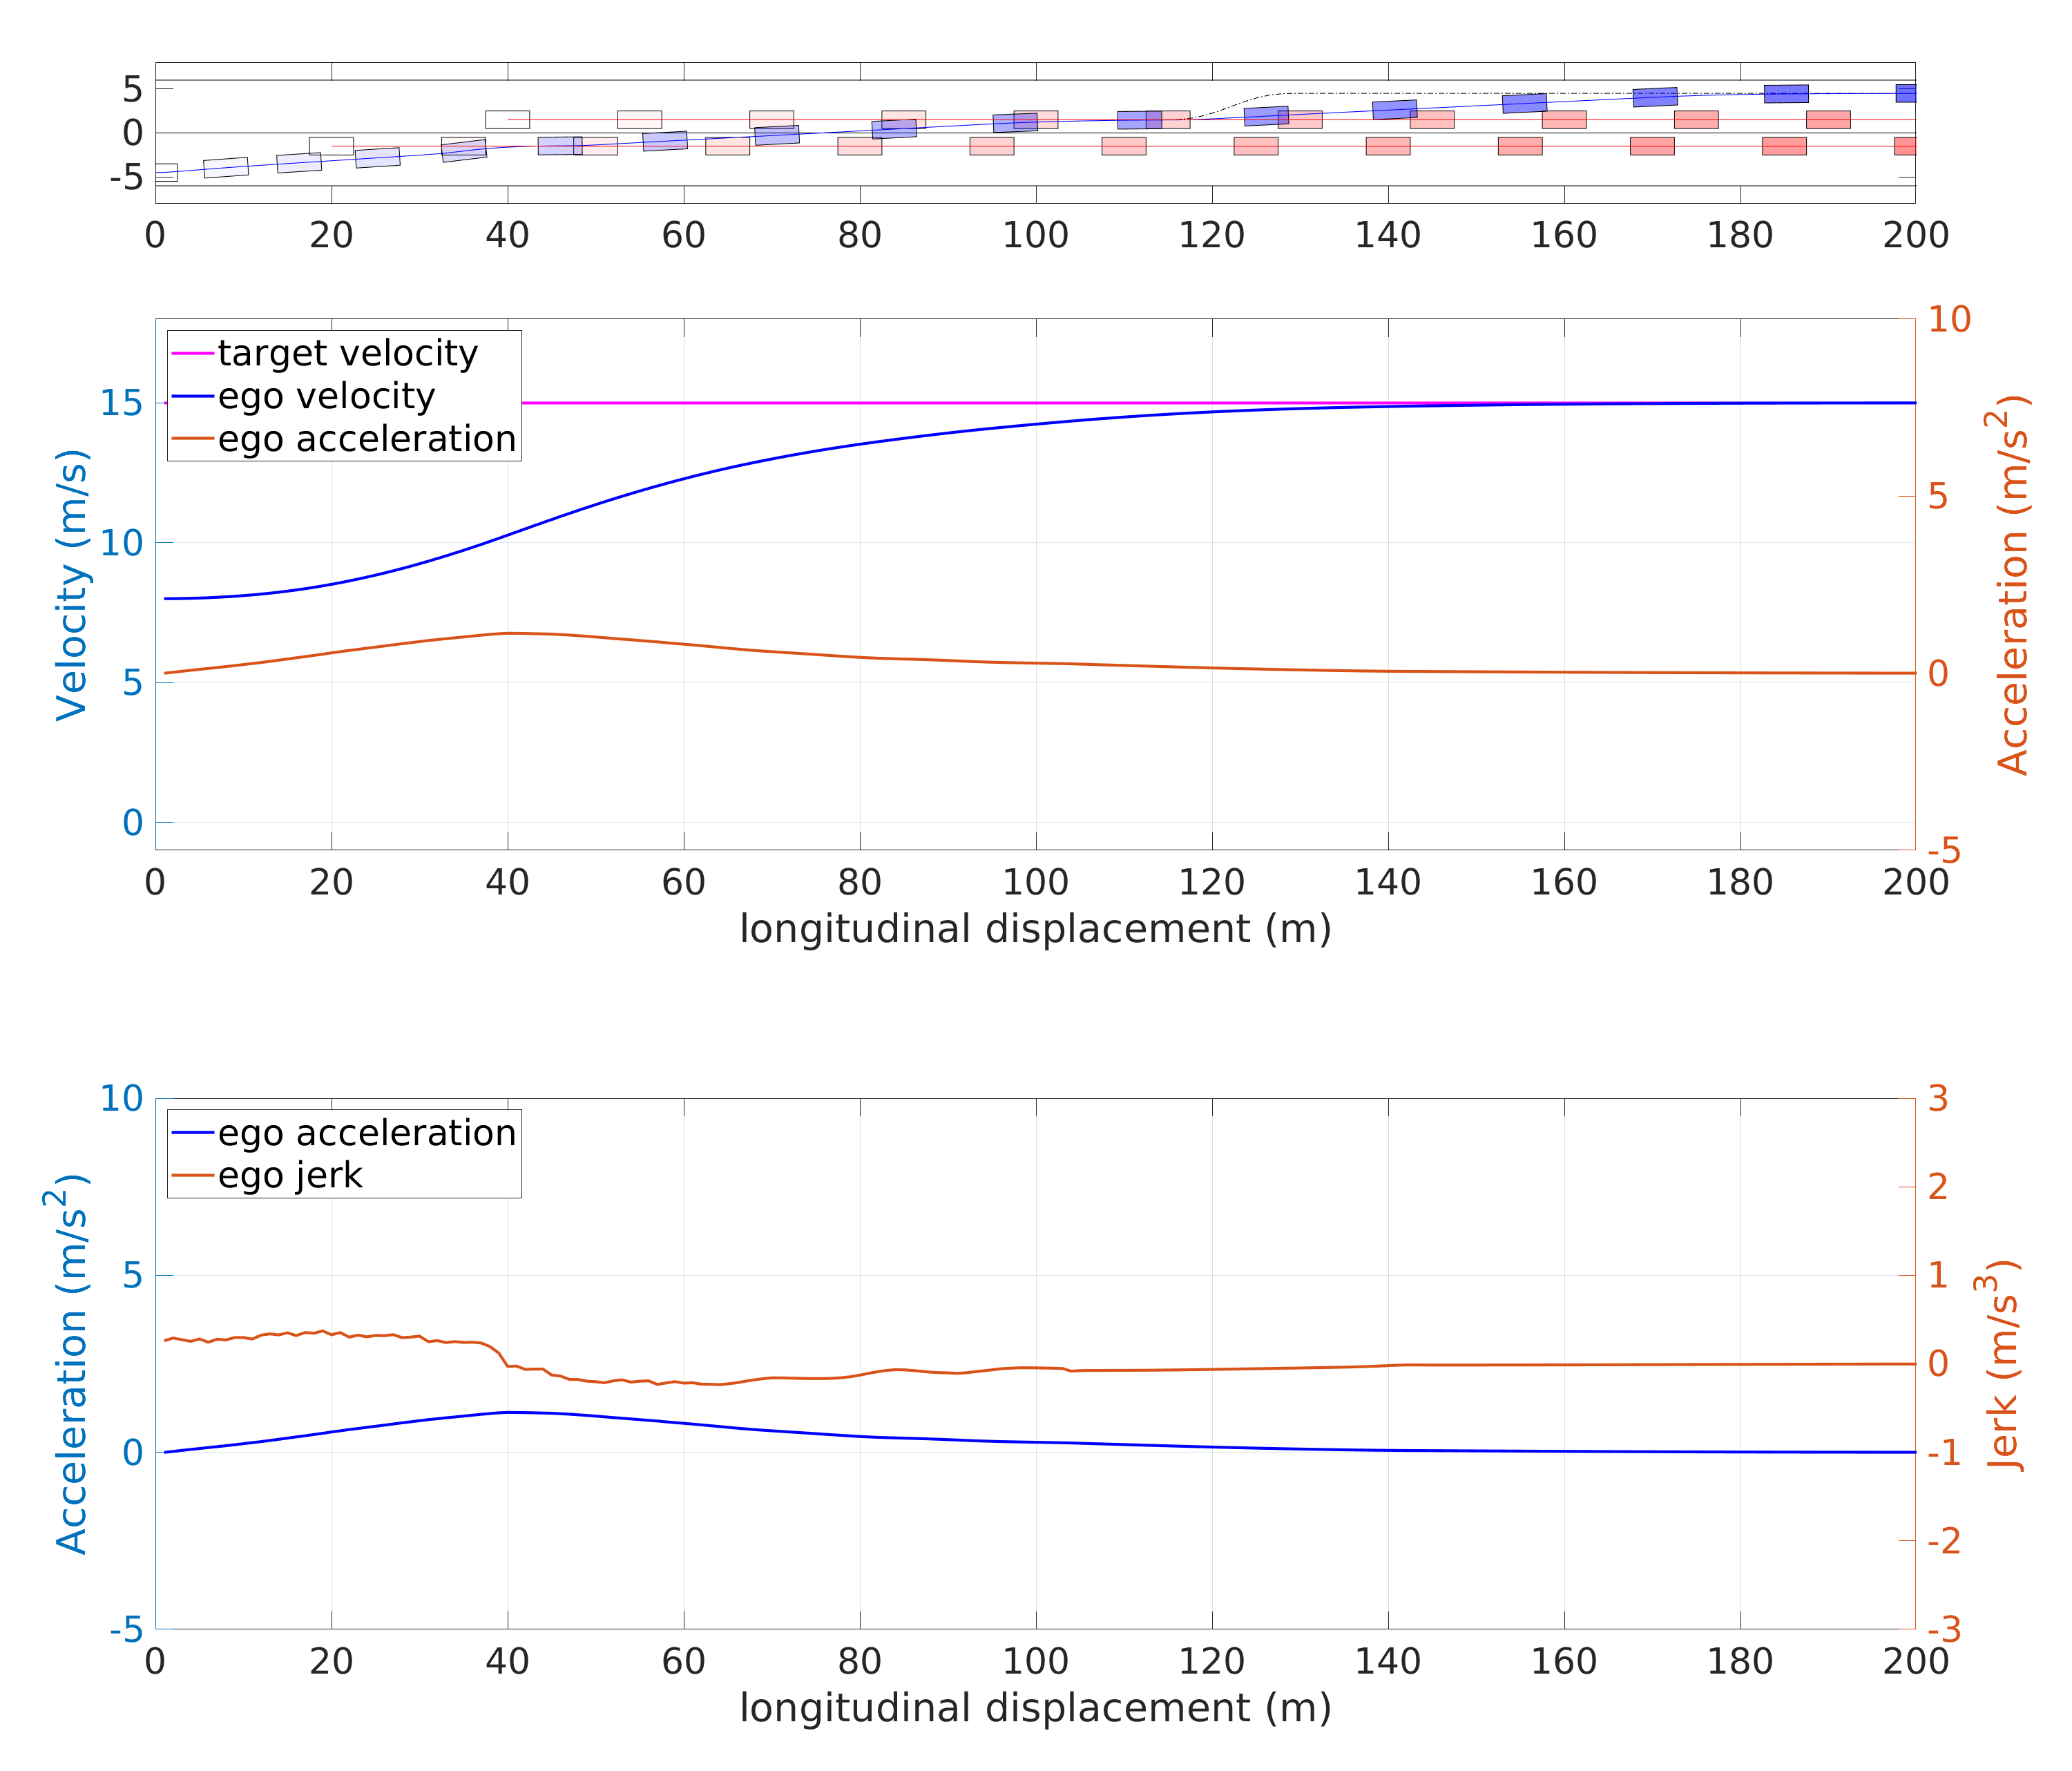 5
0
-5
0 20 40 60 80 100 120 140 160 180 200
target velocity
ego velocity
ego acceleration
15
10
5
0
Velocity (m/s)
10
5
0
-5
Acceleration (m/s²)
0 20 40 60 80 100 120 140 160 180 200
longitudinal displacement (m)
ego acceleration
ego jerk
10
5
0
-5
Acceleration (m/s²)
3
2
1
0
-1
-2
-3
Jerk (m/s³)
0 20 40 60 80 100 120 140 160 180 200
longitudinal displacement (m)